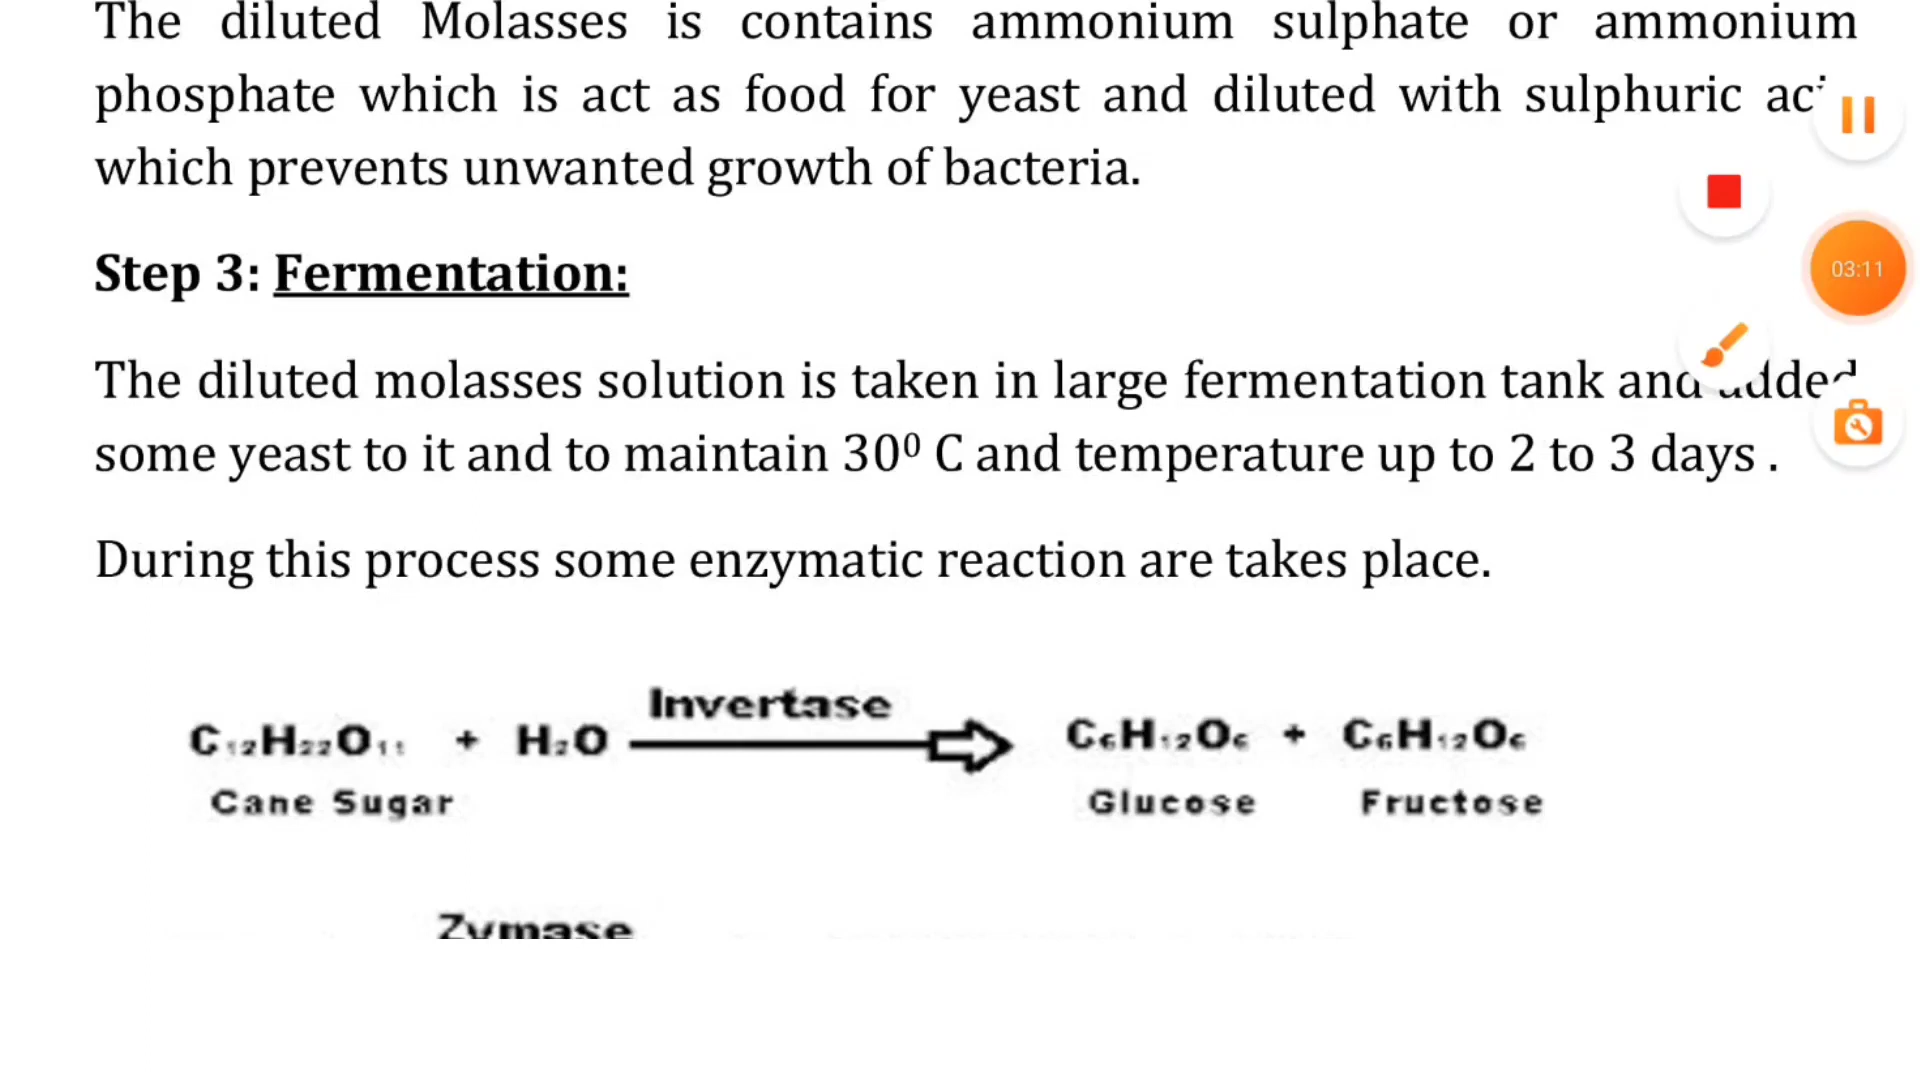 The diluted Molasses is contains ammonium sulphate or ammonium
phosphate which is act as food for yeast and diluted with sulphuric
which prevents unwanted growth of bacteria.
Step 3: Fermentation:
03:11
The diluted molasses solution is taken in large fermentation tank and added
some yeast to it and to maintain 30⁰ C and temperature up to 2 to 3 days .
During this process some enzymatic reaction are takes place.
Invertase
C₁₂H₂₂O₁₁ + H₂O C₆H₁₂O₆ + C₆H₁₂O₆
Cane Sugar Glucose Fructose
Zymase